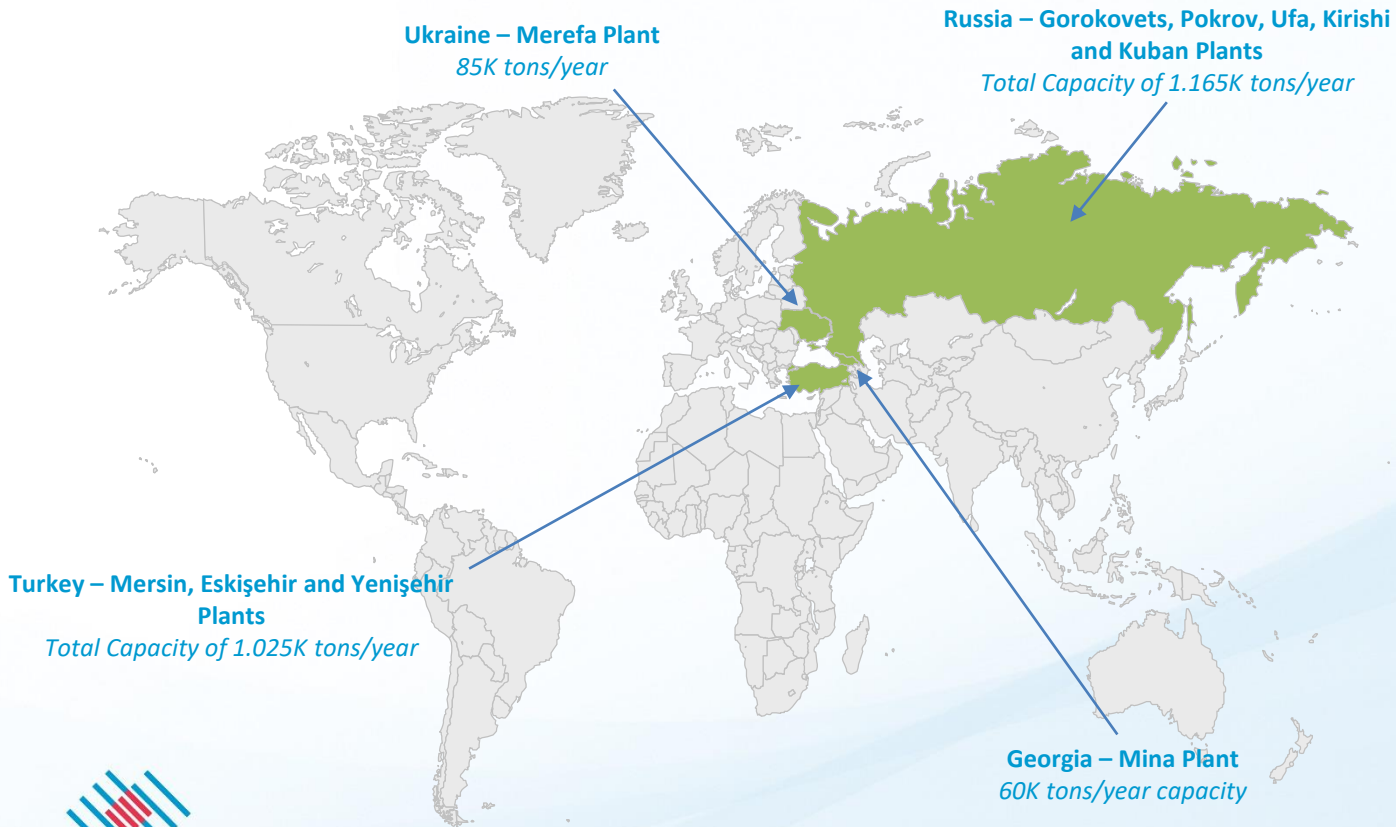 Ukraine – Merefa Plant
85K tons/year
Russia – Gorokovets, Pokrov, Ufa, Kirishi
and Kuban Plants
Total Capacity of 1.165K tons/year
Turkey – Mersin, Eskişehir and Yenişehir
Plants
Total Capacity of 1.025K tons/year
Georgia – Mina Plant
60K tons/year capacity